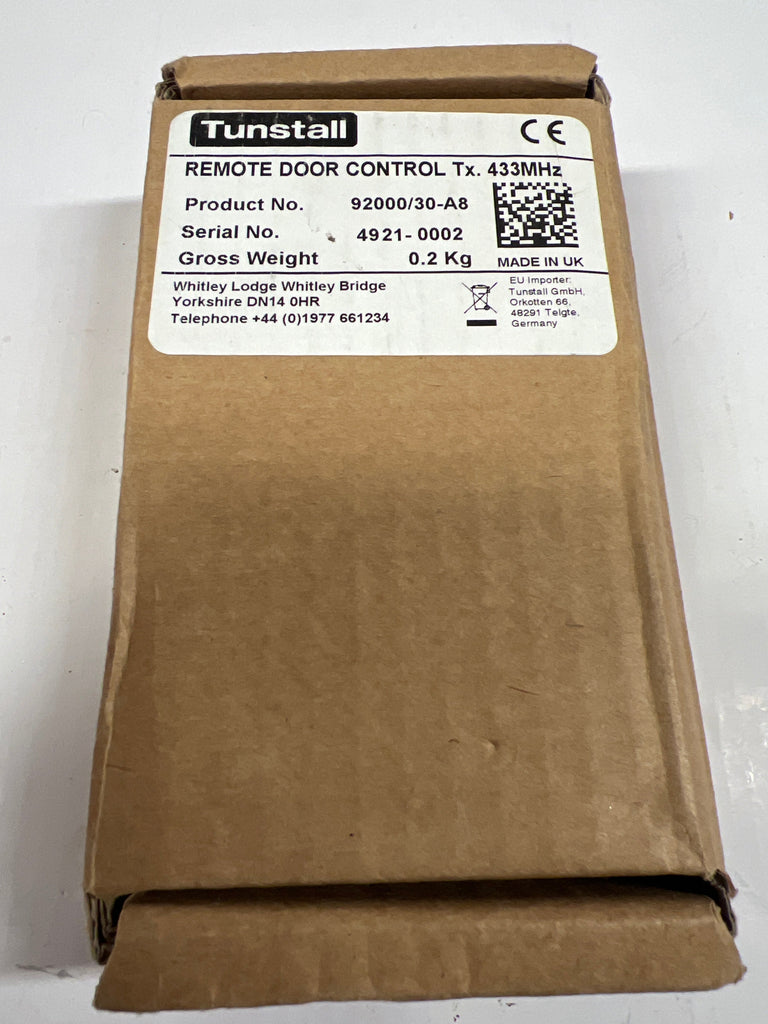 Tunstall CE
REMOTE DOOR CONTROL Tx. 433MHz
Product No. 92000/30-A8
Serial No. 4921-0002
Gross Weight 0.2 Kg
MADE IN UK
Whitley Lodge Whitley Bridge
Yorkshire DN14 0HR
Telephone +44 (0)1977 661234
EU Importer:
Tunstall GmbH,
Orkotten 66,
48291 Telgte,
Germany